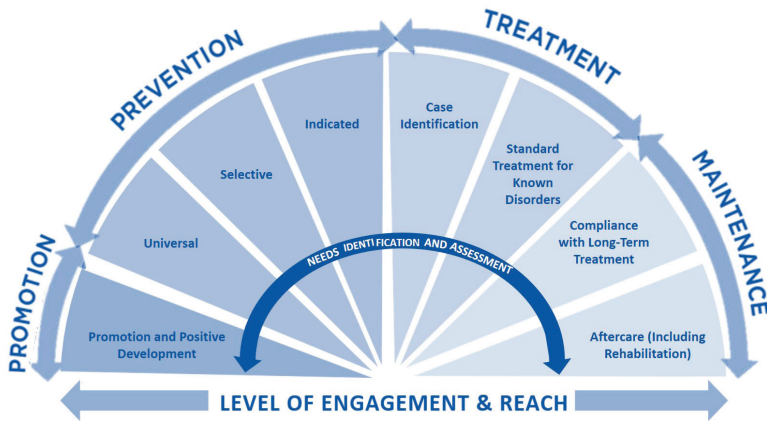 PROMOTION
PREVENTION
TREATMENT
MAINTENANCE
Promotion and Positive
Development
Universal
Selective
Indicated
Case
Identification
Standard
Treatment for
Known
Disorders
Compliance
with Long-Term
Treatment
Aftercare (Including
Rehabilitation)
NEEDS IDENTIFICATION AND ASSESSMENT
LEVEL OF ENGAGEMENT & REACH